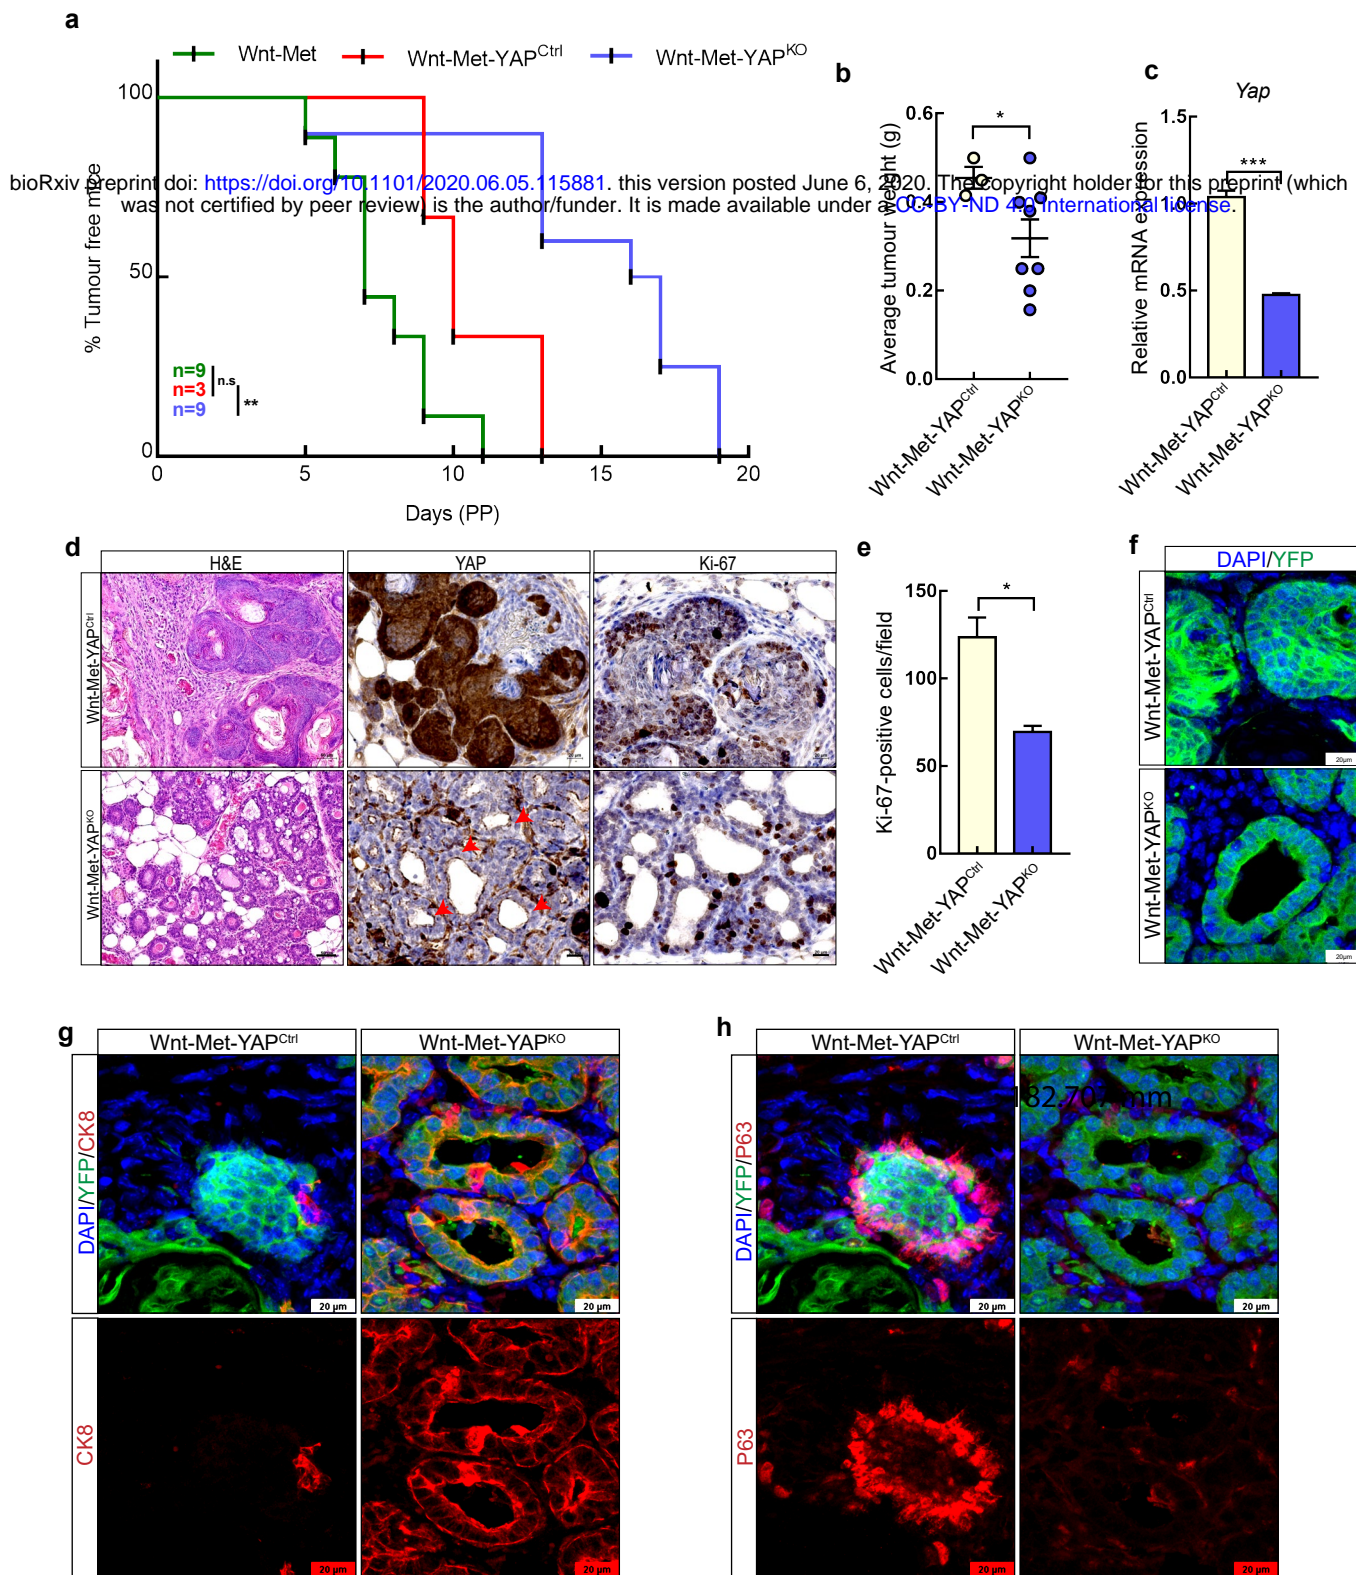 a
Wnt-Met
Wnt-Met-YAPCtrl
Wnt-Met-YAPKO
100
50
0
% Tumour free mice
n=9
n=3
n=9
n.s
**
0
5
10
15
20
Days (PP)
bioRxiv preprint doi: https://doi.org/10.1101/2020.06.05.115881. this version posted June 6, 2020. The copyright holder for this preprint (which
was not certified by peer review) is the author/funder. It is made available under a CC-BY-ND 4.0 International license.
b
Average tumour weight (g)
0.6
0.4
0.2
0.0
*
Wnt-Met-YAPCtrl
Wnt-Met-YAPKO
c
Yap
Relative mRNA expression
1.5
1.0
0.5
0.0
***
Wnt-Met-YAPCtrl
Wnt-Met-YAPKO
d
H&E
YAP
Ki-67
Wnt-Met-YAPCtrl
Wnt-Met-YAPKO
e
Ki-67-positive cells/field
150
100
50
0
*
Wnt-Met-YAPCtrl
Wnt-Met-YAPKO
f
DAPI/YFP
Wnt-Met-YAPCtrl
20µm
Wnt-Met-YAPKO
20µm
g
Wnt-Met-YAPCtrl
Wnt-Met-YAPKO
DAPI/YFP/CK8
20 µm
20 µm
CK8
20 µm
20 µm
h
Wnt-Met-YAPCtrl
Wnt-Met-YAPKO
182.707 mm
DAPI/YFP/P63
20 µm
20 µm
P63
20 µm
20 µm